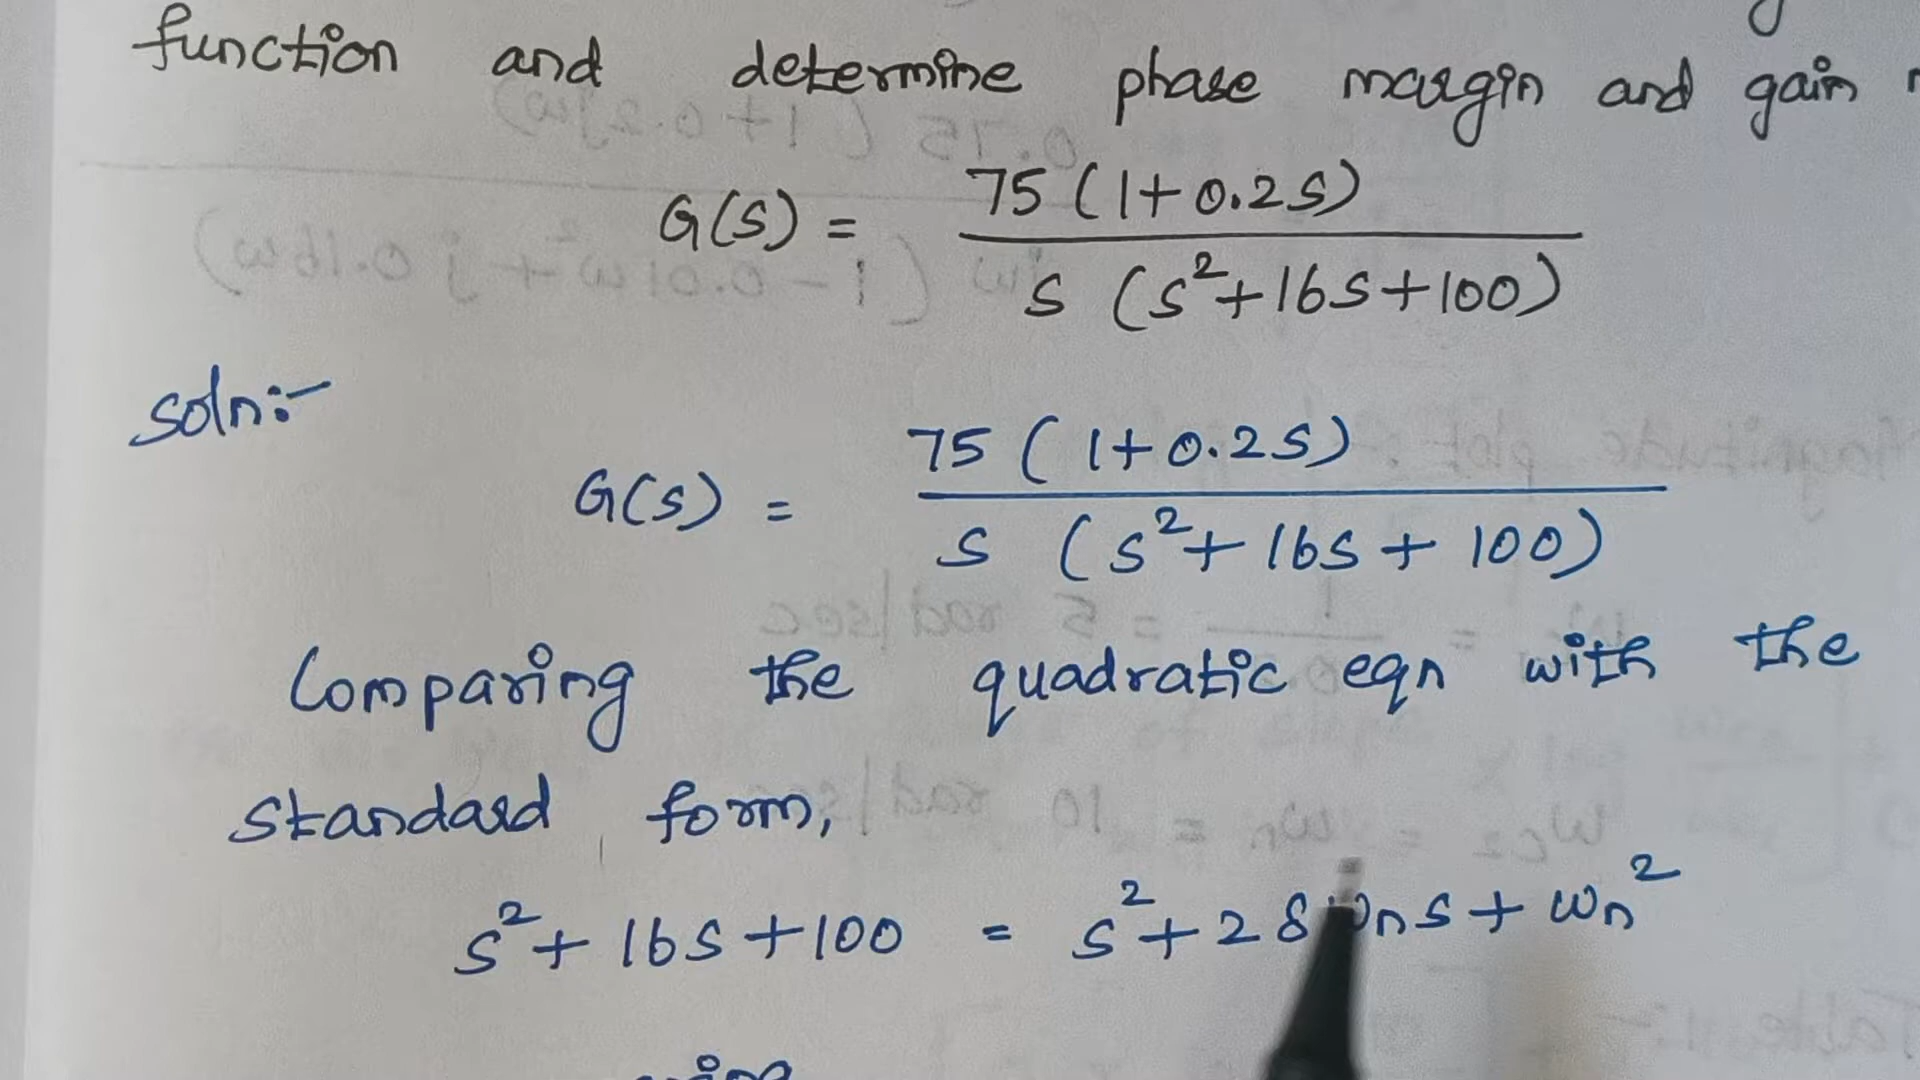 function and determine phase margin and gain
G(s) = 75 (1+0.2s)
s (s²+16s+100)
soln:-
G(s) = 75 (1+0.2s)
s (s²+16s+100)
Comparing the quadratic eqn with the
standard form,
s²+16s+100 = s²+2δωns+ωn²